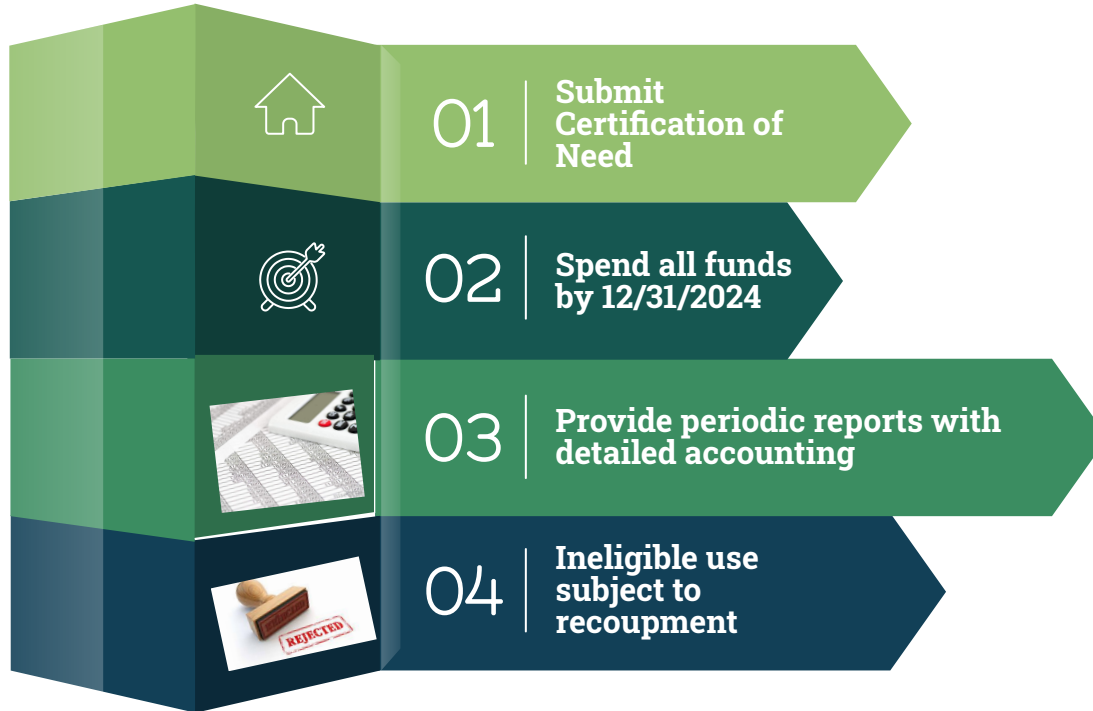 01
Submit
Certification of
Need
02
Spend all funds
by 12/31/2024
03
Provide periodic reports with
detailed accounting
04
Ineligible use
subject to
recoupment
REJECTED